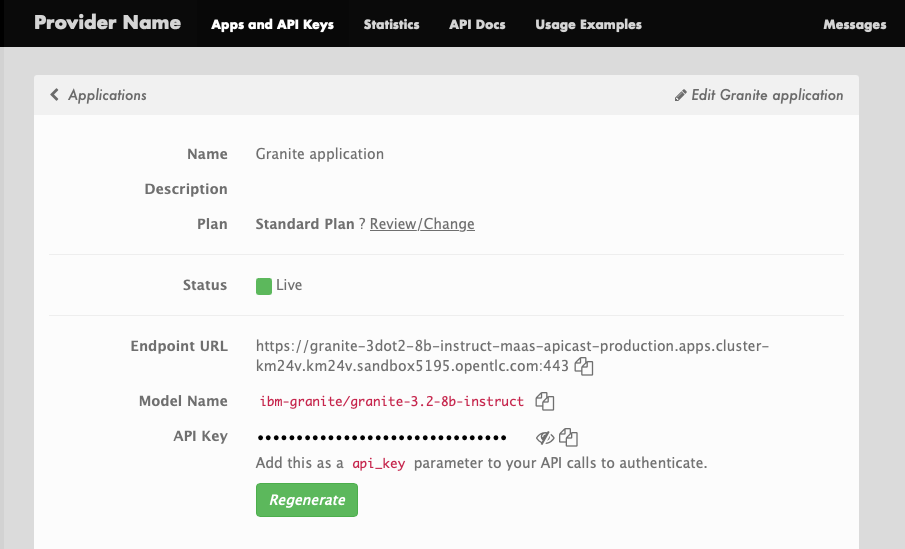 Provider Name Apps and API Keys Statistics API Docs Usage Examples Messages
Applications Edit Granite application
Name Granite application
Description
Plan Standard Plan ? Review/Change
Status Live
Endpoint URL https://granite-3dot2-8b-instruct-maas-apicast-production.apps.cluster-
km24v.km24v.sandbox5195.opentlc.com:443
Model Name ibm-granite/granite-3.2-8b-instruct
API Key ••••••••••••••••••••••••••••••••
Add this as a api_key parameter to your API calls to authenticate.
Regenerate